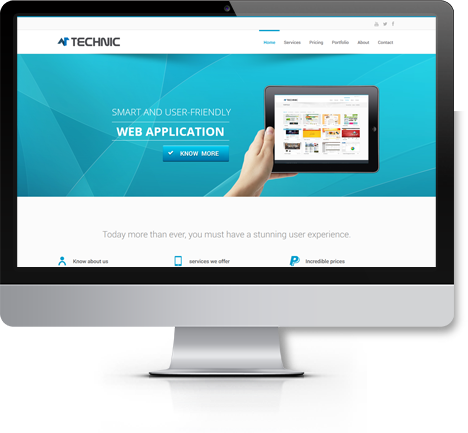 TECHNIC
Home Services Pricing Portfolio About Contact
SMART AND USER-FRIENDLY
WEB APPLICATION
KNOW MORE
Today more than ever, you must have a stunning user experience.
Know about us services we offer Incredible prices